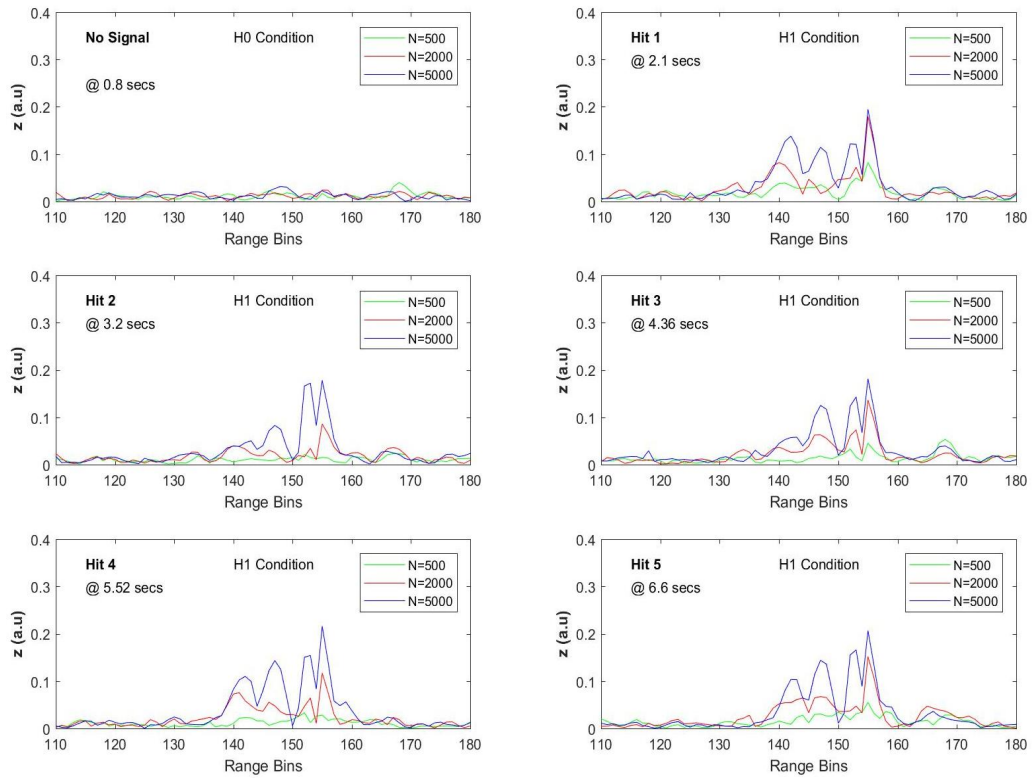 No Signal
H0 Condition
@ 0.8 secs
N=500
N=2000
N=5000
z (a.u)
0.4
0.3
0.2
0.1
0
110 120 130 140 150 160 170 180
Range Bins
Hit 1
H1 Condition
@ 2.1 secs
N=500
N=2000
N=5000
z (a.u)
0.4
0.3
0.2
0.1
0
110 120 130 140 150 160 170 180
Range Bins
Hit 2
H1 Condition
@ 3.2 secs
N=500
N=2000
N=5000
z (a.u)
0.4
0.3
0.2
0.1
0
110 120 130 140 150 160 170 180
Range Bins
Hit 3
H1 Condition
@ 4.36 secs
N=500
N=2000
N=5000
z (a.u)
0.4
0.3
0.2
0.1
0
110 120 130 140 150 160 170 180
Range Bins
Hit 4
H1 Condition
@ 5.52 secs
N=500
N=2000
N=5000
z (a.u)
0.4
0.3
0.2
0.1
0
110 120 130 140 150 160 170 180
Range Bins
Hit 5
H1 Condition
@ 6.6 secs
N=500
N=2000
N=5000
z (a.u)
0.4
0.3
0.2
0.1
0
110 120 130 140 150 160 170 180
Range Bins